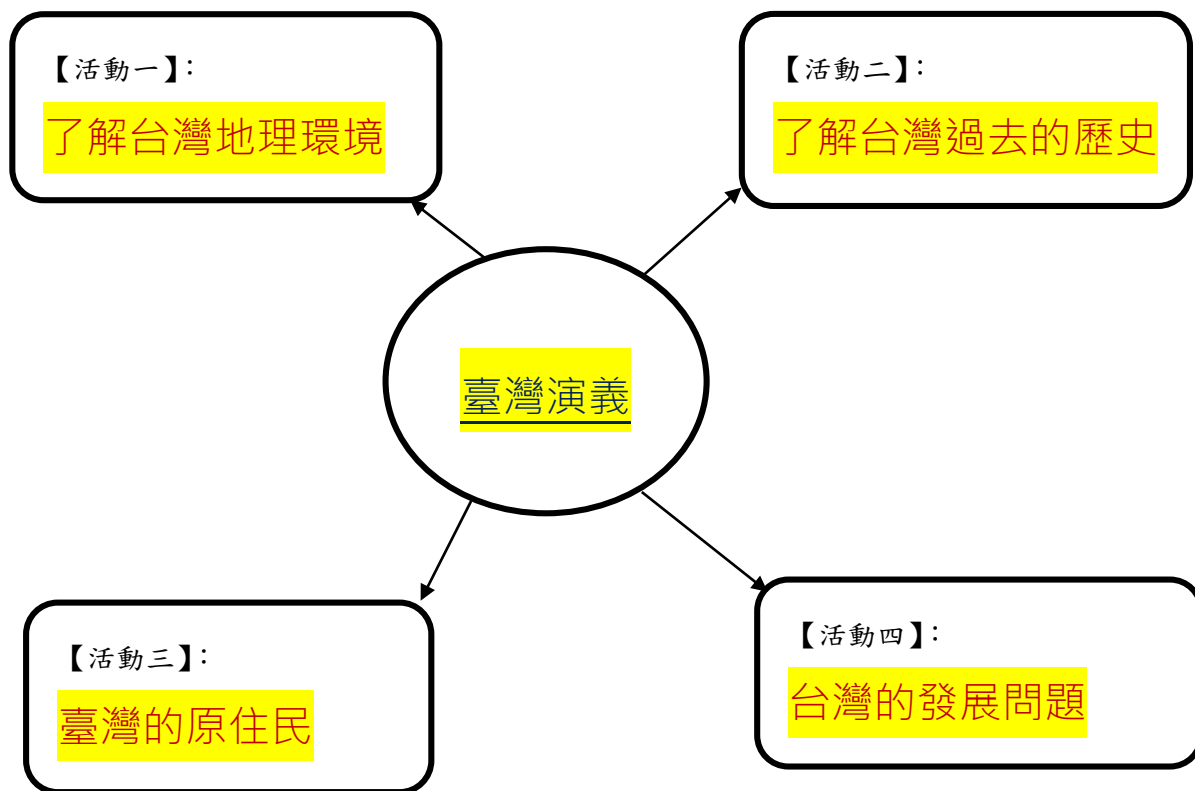 【活動一】:
了解台灣地理環境
【活動二】:
了解台灣過去的歷史
臺灣演義
【活動三】:
臺灣的原住民
【活動四】:
台灣的發展問題